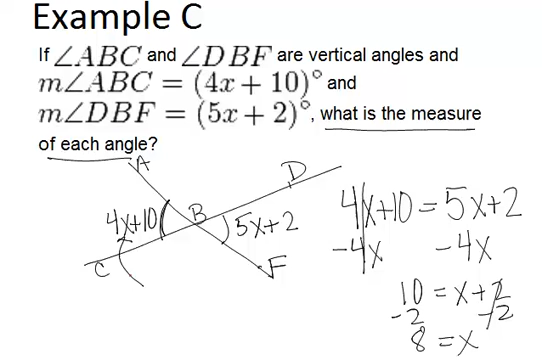 Example C
If ∠ABC and ∠DBF are vertical angles and
m∠ABC = (4x + 10)° and
m∠DBF = (5x + 2)°, what is the measure
of each angle?
A
D
4x+10
B
5x+2
C
F
4x+10 = 5x+2
-4x -4x
10 = x+2
-2 -2
8 = x